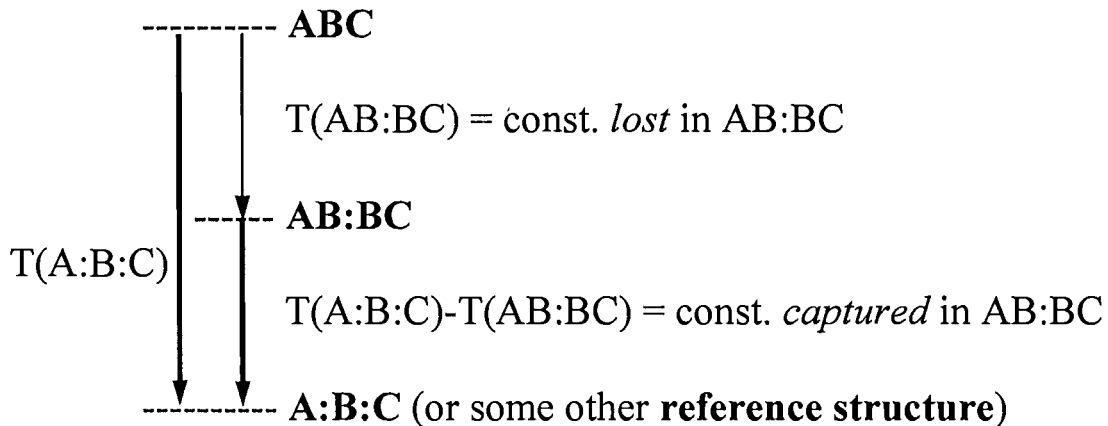 ABC
T(AB:BC) = const. lost in AB:BC
AB:BC
T(A:B:C)
T(A:B:C)-T(AB:BC) = const. captured in AB:BC
A:B:C (or some other reference structure)